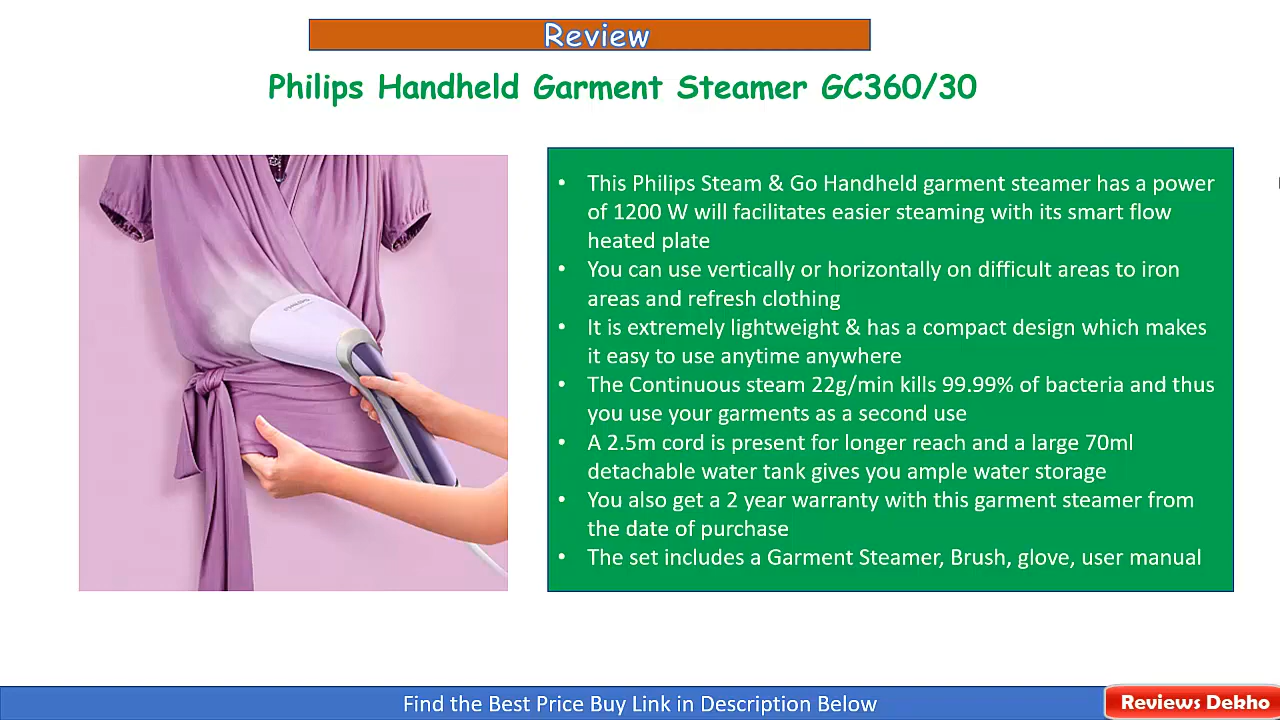 Review
Philips Handheld Garment Steamer GC360/30
• This Philips Steam & Go Handheld garment steamer has a power
of 1200 W will facilitates easier steaming with its smart flow
heated plate
• You can use vertically or horizontally on difficult areas to iron
areas and refresh clothing
• It is extremely lightweight & has a compact design which makes
it easy to use anytime anywhere
• The Continuous steam 22g/min kills 99.99% of bacteria and thus
you use your garments as a second use
• A 2.5m cord is present for longer reach and a large 70ml
detachable water tank gives you ample water storage
• You also get a 2 year warranty with this garment steamer from
the date of purchase
• The set includes a Garment Steamer, Brush, glove, user manual
PHILIPS
Find the Best Price Buy Link in Description Below
Reviews Dekho